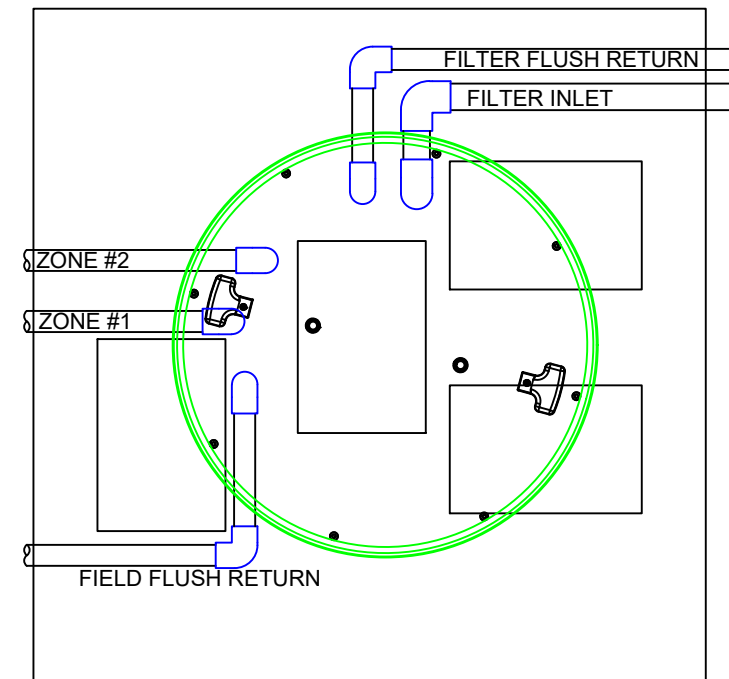 FILTER FLUSH RETURN
FILTER INLET
ZONE #2
ZONE #1
FIELD FLUSH RETURN